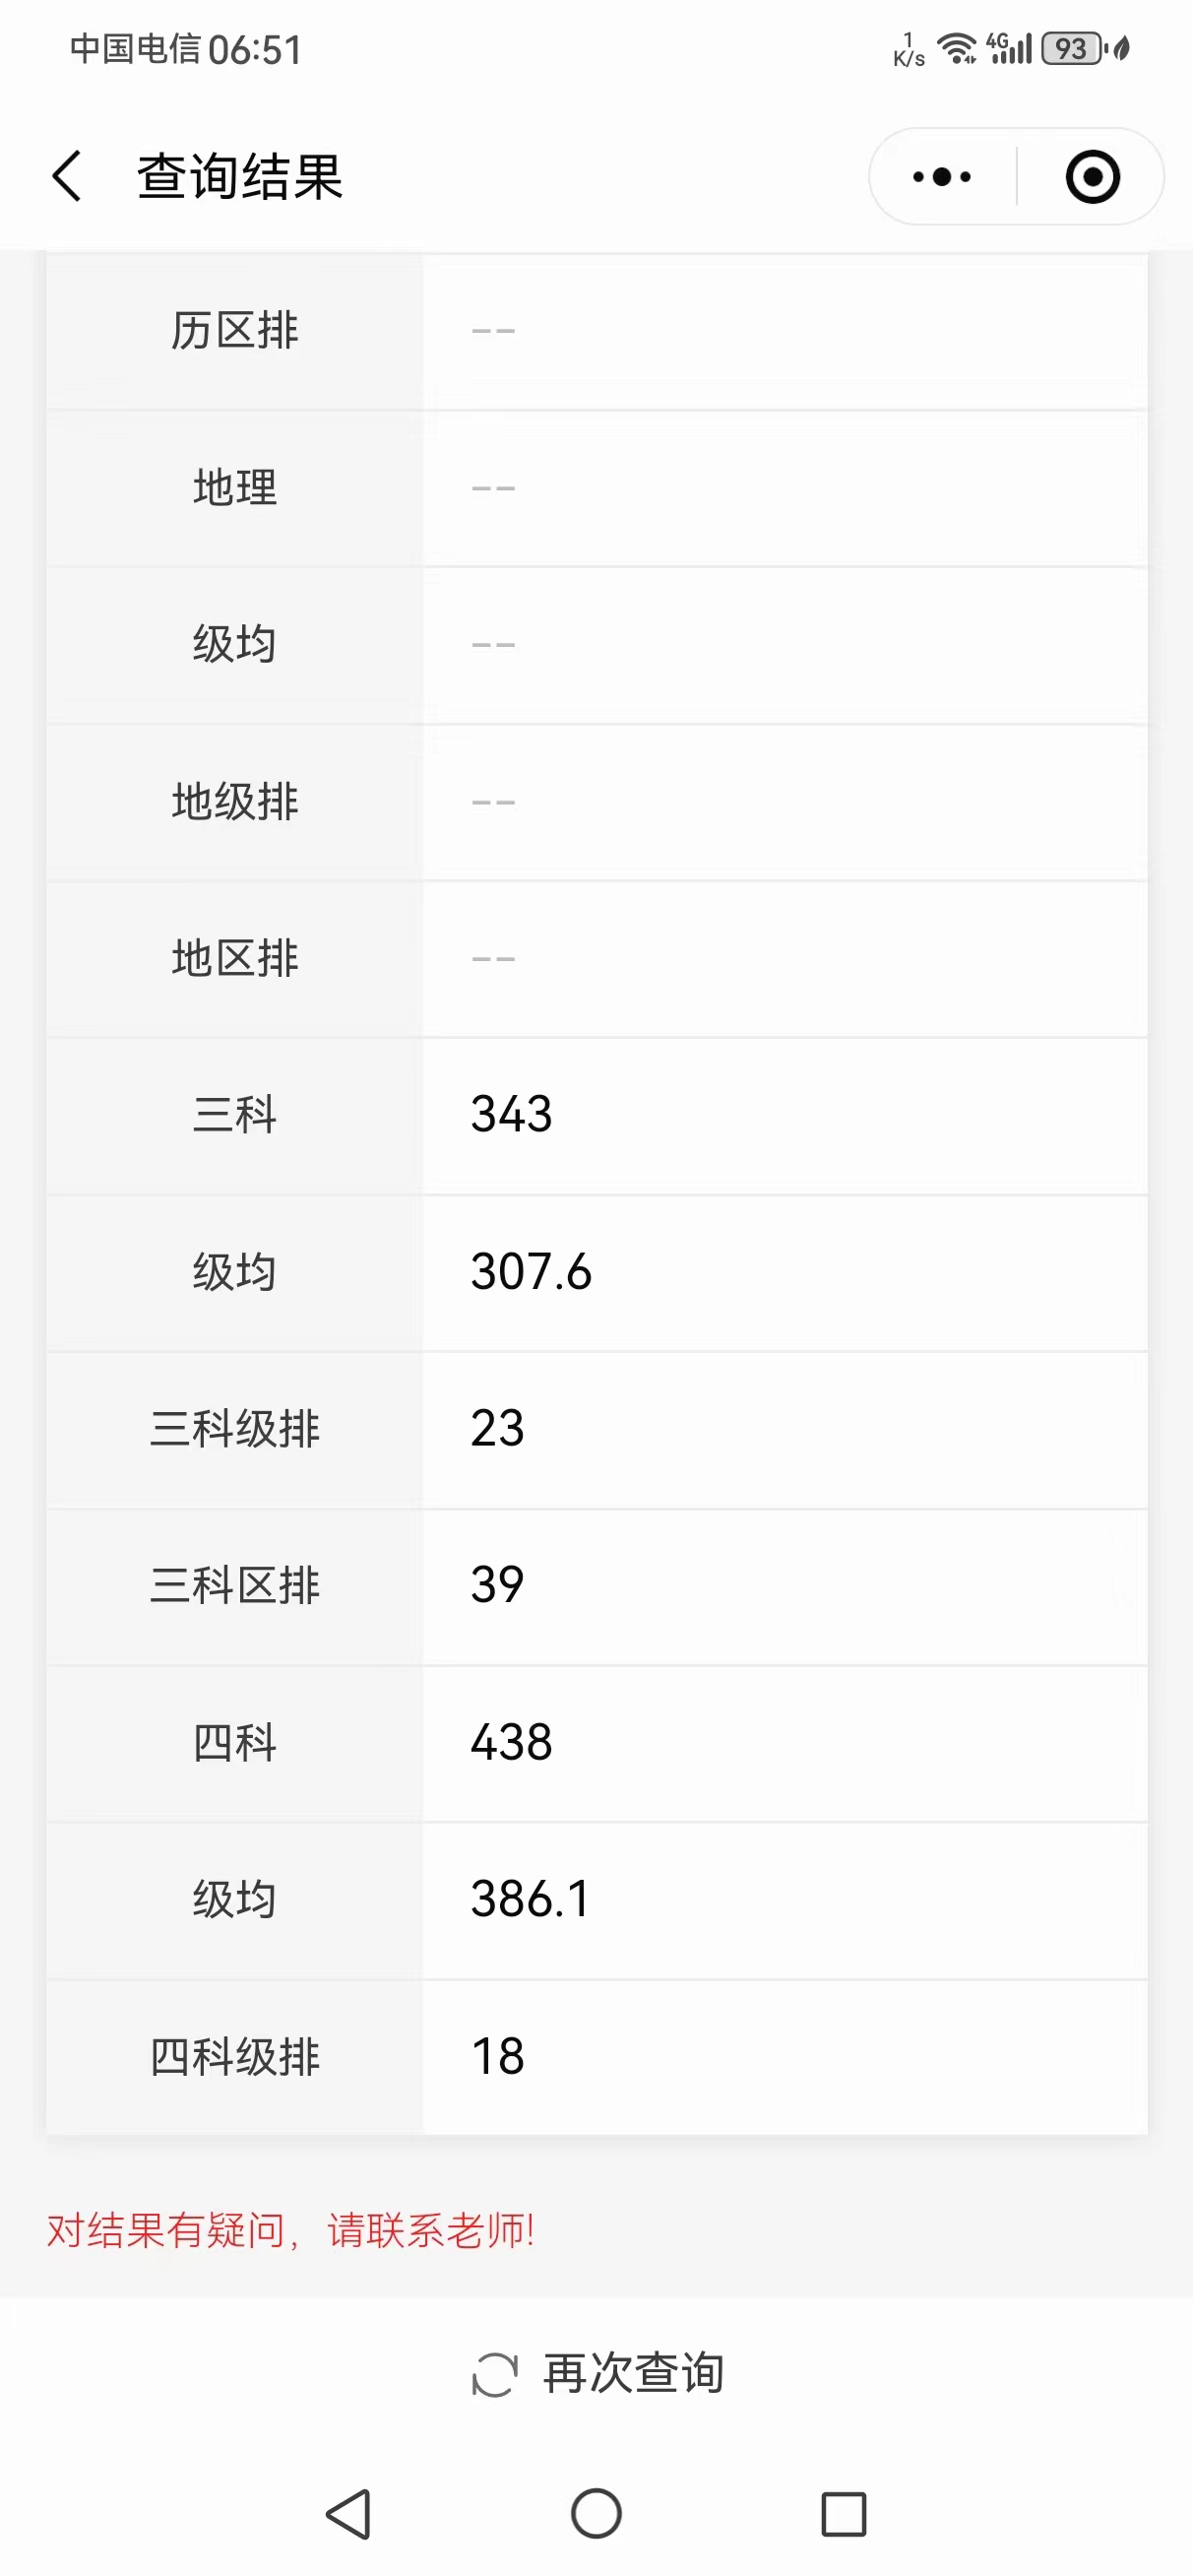 中国电信 06:51
1 K/s 4G 93
查询结果
历区排 --
地理 --
级均 --
地级排 --
地区排 --
三科 343
级均 307.6
三科级排 23
三科区排 39
四科 438
级均 386.1
四科级排 18
对结果有疑问，请联系老师!
再次查询